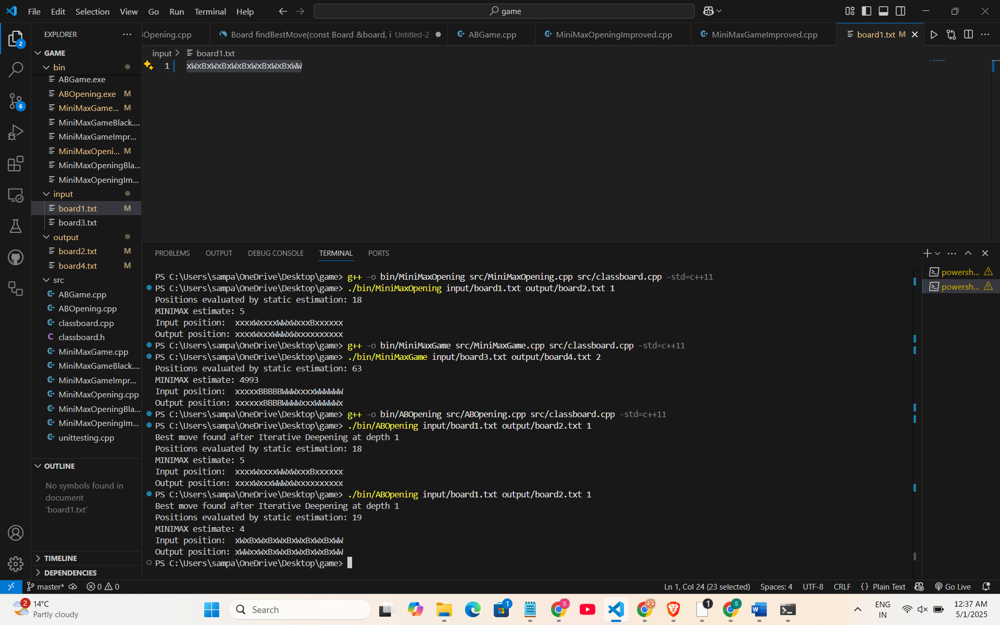 File Edit Selection View Go Run Terminal Help
game
EXPLORER
GAME
bin
ABGame.exe
ABOpening.exe M
MiniMaxGame... M
MiniMaxGameBlack....
MiniMaxGameImpr...
MiniMaxOpeni... M
MiniMaxOpeningBla...
MiniMaxOpeningIm...
input
board1.txt M
board3.txt
output
board2.txt M
board4.txt M
src
ABGame.cpp
ABOpening.cpp
classboard.cpp
classboard.h
MiniMaxGame.cpp
MiniMaxGameBlack....
MiniMaxGameImpr...
MiniMaxOpening.cpp
MiniMaxOpeningBla...
MiniMaxOpeningIm...
unittesting.cpp
OUTLINE
No symbols found in
document
'board1.txt'
TIMELINE
DEPENDENCIES
2
6
Opening.cpp
Board findBestMove(const Board &board, i Untitled-2
ABGame.cpp
MiniMaxOpeningImproved.cpp
MiniMaxGameImproved.cpp
board1.txt M
input > board1.txt
1 xWxBxWxBxWxBxWxBxWxBxWW
PROBLEMS OUTPUT DEBUG CONSOLE TERMINAL PORTS
PS C:\Users\sampa\OneDrive\Desktop\game> g++ -o bin/MiniMaxOpening src/MiniMaxOpening.cpp src/classboard.cpp -std=c++11
PS C:\Users\sampa\OneDrive\Desktop\game> ./bin/MiniMaxOpening input/board1.txt output/board2.txt 1
Positions evaluated by static estimation: 18
MINIMAX estimate: 5
Input position: xxxxWxxxxWWxWxxxBxxxxxx
Output position: xxxxWxxxWWWxWxxxxxxxxxx
PS C:\Users\sampa\OneDrive\Desktop\game> g++ -o bin/MiniMaxGame src/MiniMaxGame.cpp src/classboard.cpp -std=c++11
PS C:\Users\sampa\OneDrive\Desktop\game> ./bin/MiniMaxGame input/board3.txt output/board4.txt 2
Positions evaluated by static estimation: 63
MINIMAX estimate: 4993
Input position: xxxxxBBBBBWWWxxxxWWWWWW
Output position: xxxxxxBBBBWWWWxxxWWWWWx
PS C:\Users\sampa\OneDrive\Desktop\game> g++ -o bin/ABOpening src/ABOpening.cpp src/classboard.cpp -std=c++11
PS C:\Users\sampa\OneDrive\Desktop\game> ./bin/ABOpening input/board1.txt output/board2.txt 1
Best move found after Iterative Deepening at depth 1
Positions evaluated by static estimation: 18
MINIMAX estimate: 5
Input position: xxxxWxxxxWWxWxxxBxxxxxx
Output position: xxxxWxxxWWWxWxxxxxxxxxx
PS C:\Users\sampa\OneDrive\Desktop\game> ./bin/ABOpening input/board1.txt output/board2.txt 1
Best move found after Iterative Deepening at depth 1
Positions evaluated by static estimation: 19
MINIMAX estimate: 4
Input position: xWxBxWxBxWxBxWxBxWxBxWW
Output position: xWWxxWxBxWxBxWxBxWxBxWW
PS C:\Users\sampa\OneDrive\Desktop\game>
powersh...
powersh...
master* 0 0
Ln 1, Col 24 (23 selected) Spaces: 4 UTF-8 CRLF {} Plain Text Go Live
2
14°C
Partly cloudy
Search
1
S
1
S
ENG
IN
12:37 AM
5/1/2025